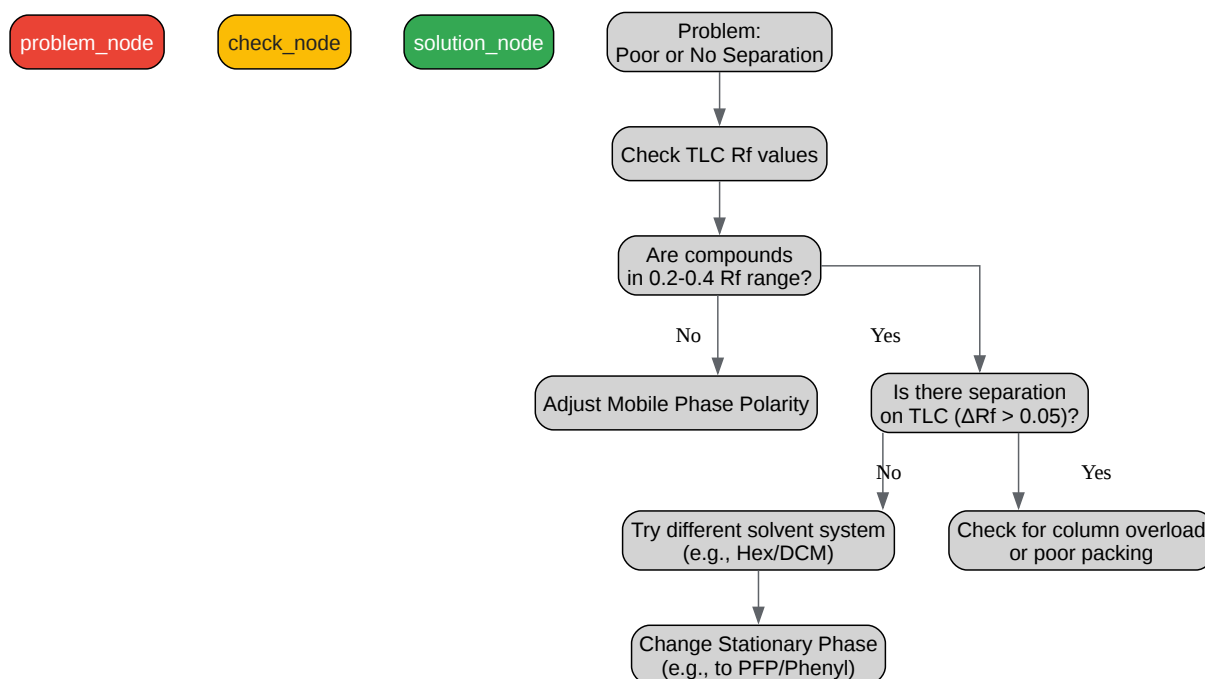 problem_node
check_node
solution_node
Problem:
Poor or No Separation
Check TLC Rf values
Are compounds
in 0.2-0.4 Rf range?
No
Yes
Adjust Mobile Phase Polarity
Is there separation
on TLC (ΔRf > 0.05)?
No
Yes
Try different solvent system
(e.g., Hex/DCM)
Check for column overload
or poor packing
Change Stationary Phase
(e.g., to PFP/Phenyl)